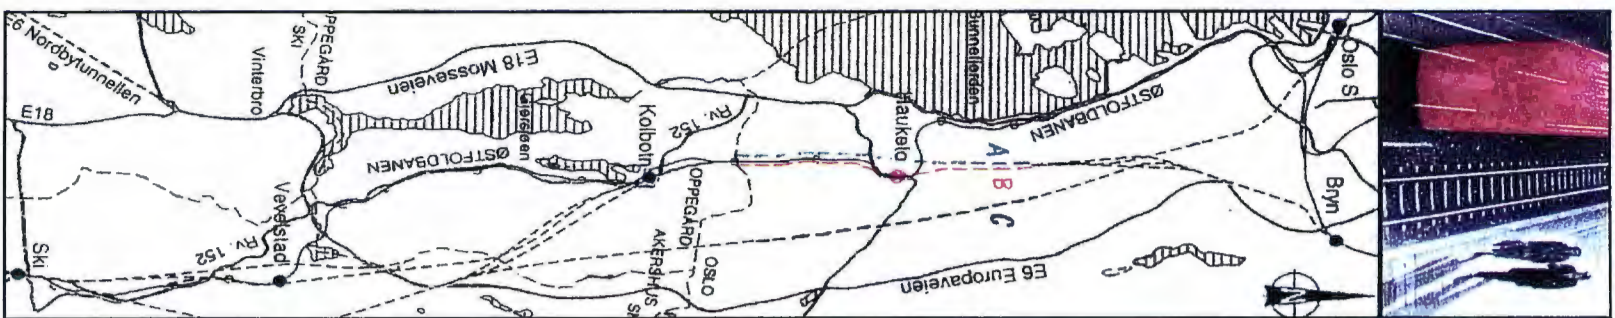 E6 Nordbytunnellen
E18
Vinterbro
OPPEGÅRD
SKI
E18 Mosseveien
Gjersjøen
ØSTFOLDBANEN
Kolbotn
Rv. 152
Bunnefjorden
Hauketo
ØSTFOLDBANEN
Oslo S
Bryn
A
B
C
OPPEGÅRD
OSLO
AKERSHUS
E6 Europaveien
Vevelstad
Rv. 152
Ski
N